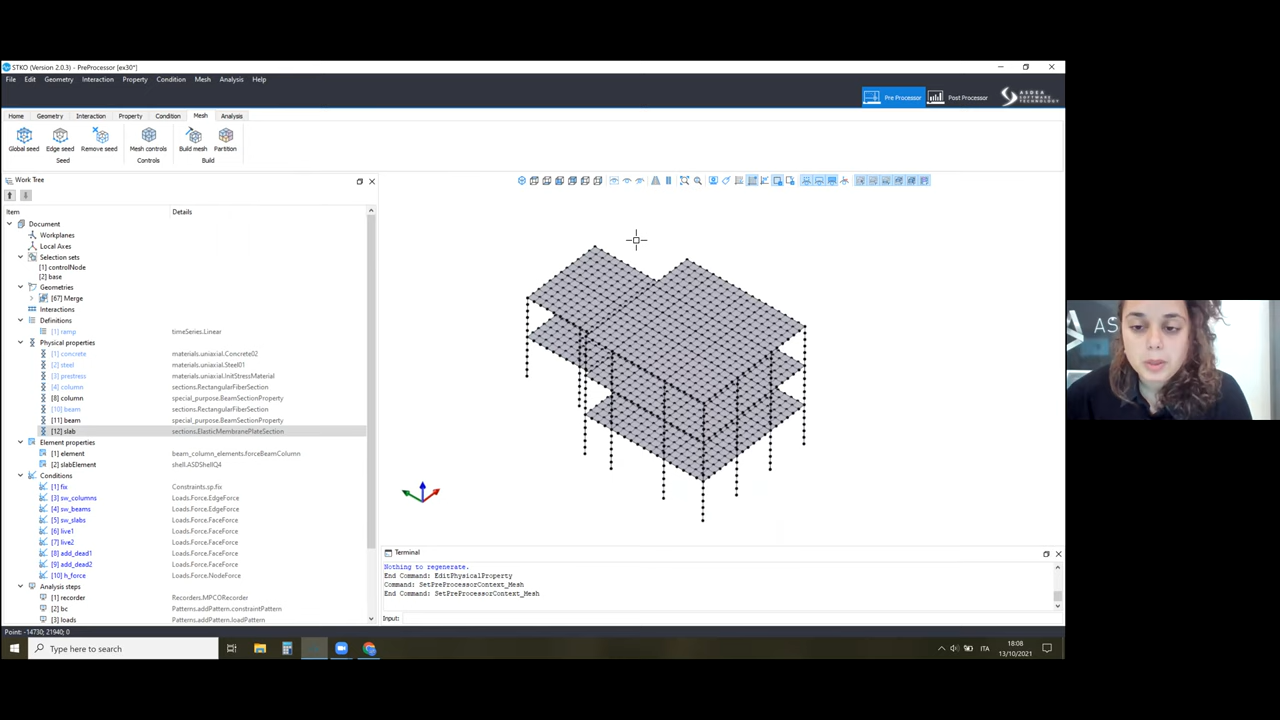 STKO (Version 2.0.3) - PreProcessor [ex30*]
File Edit Geometry Interaction Property Condition Mesh Analysis Help
Pre Processor Post Processor ASDEA SOFTWARE TECHNOLOGY
Home Geometry Interaction Property Condition Mesh Analysis
Global seed Edge seed Remove seed Mesh controls Build mesh Partition
Seed Controls Build
Work Tree
Item Details
Document
Workplanes
Local Axes
Selection sets
[1] controlNode
[2] base
Geometries
[67] Merge
Interactions
Definitions
[1] ramp timeSeries.Linear
Physical properties
[1] concrete materials.uniaxial.Concrete02
[2] steel materials.uniaxial.Steel01
[3] prestress materials.uniaxial.InitStressMaterial
[4] column sections.RectangularFiberSection
[8] column special_purpose.BeamSectionProperty
[10] beam sections.RectangularFiberSection
[11] beam special_purpose.BeamSectionProperty
[12] slab sections.ElasticMembranePlateSection
Element properties
[1] element beam_column_elements.forceBeamColumn
[2] slabElement shell.ASDShellQ4
Conditions
[1] fix Constraints.sp.fix
[3] sw_columns Loads.Force.EdgeForce
[4] sw_beams Loads.Force.EdgeForce
[5] sw_slabs Loads.Force.FaceForce
[6] live1 Loads.Force.FaceForce
[7] live2 Loads.Force.FaceForce
[8] add_dead1 Loads.Force.FaceForce
[9] add_dead2 Loads.Force.FaceForce
[10] h_force Loads.Force.NodeForce
Analysis steps
[1] recorder Recorders.MPCORecorder
[2] bc Patterns.addPattern.constraintPattern
[3] loads Patterns.addPattern.loadPattern
Terminal
Nothing to regenerate.
End Command: EditPhysicalProperty
Command: SetPreProcessorContext_Mesh
End Command: SetPreProcessorContext_Mesh
Input:
Point: -14730; 21940; 0
Type here to search
ITA
18:08
13/10/2021
AS